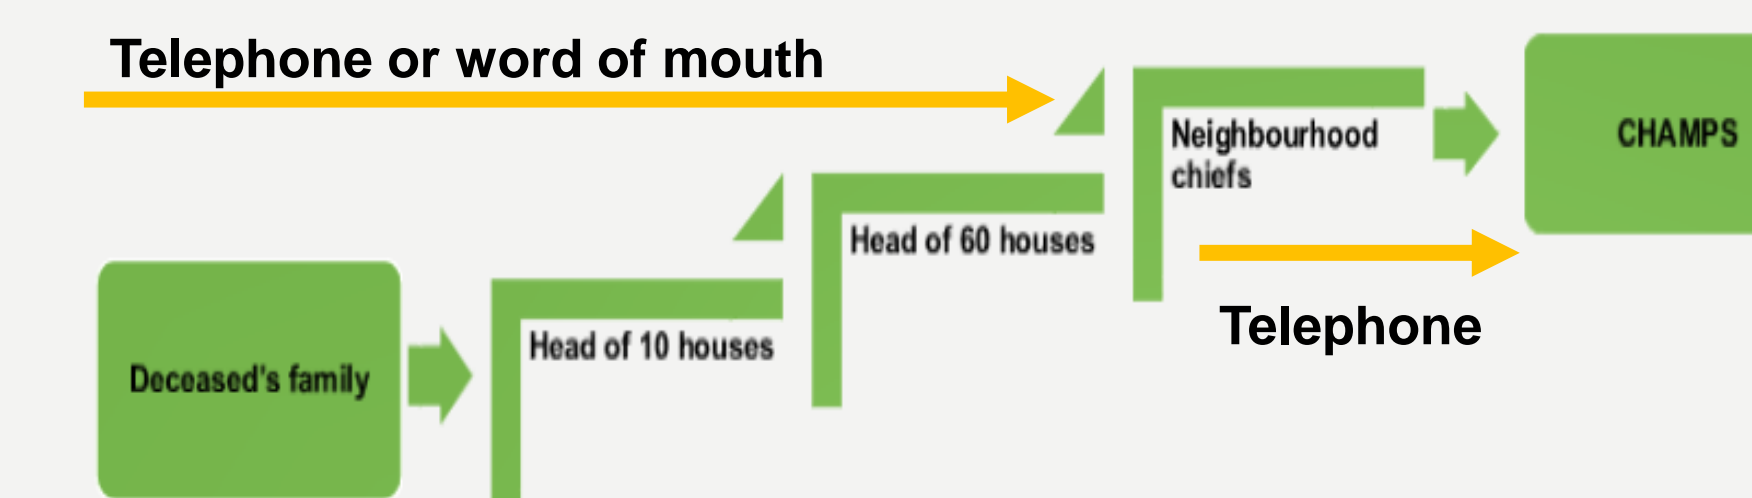 Telephone or word of mouth
Neighbourhood
chiefs
CHAMPS
Head of 60 houses
Telephone
Head of 10 houses
Deceased's family